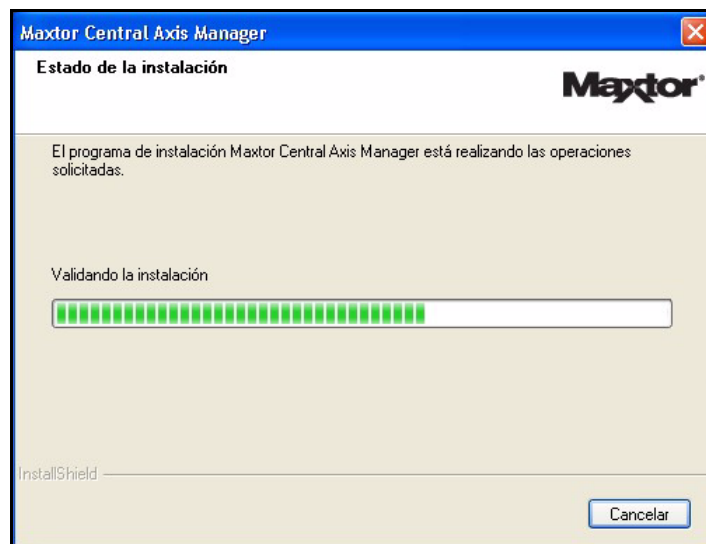 Maxtor Central Axis Manager
Estado de la instalación
Maxtor
El programa de instalación Maxtor Central Axis Manager está realizando las operaciones
solicitadas.
Validando la instalación
InstallShield
Cancelar